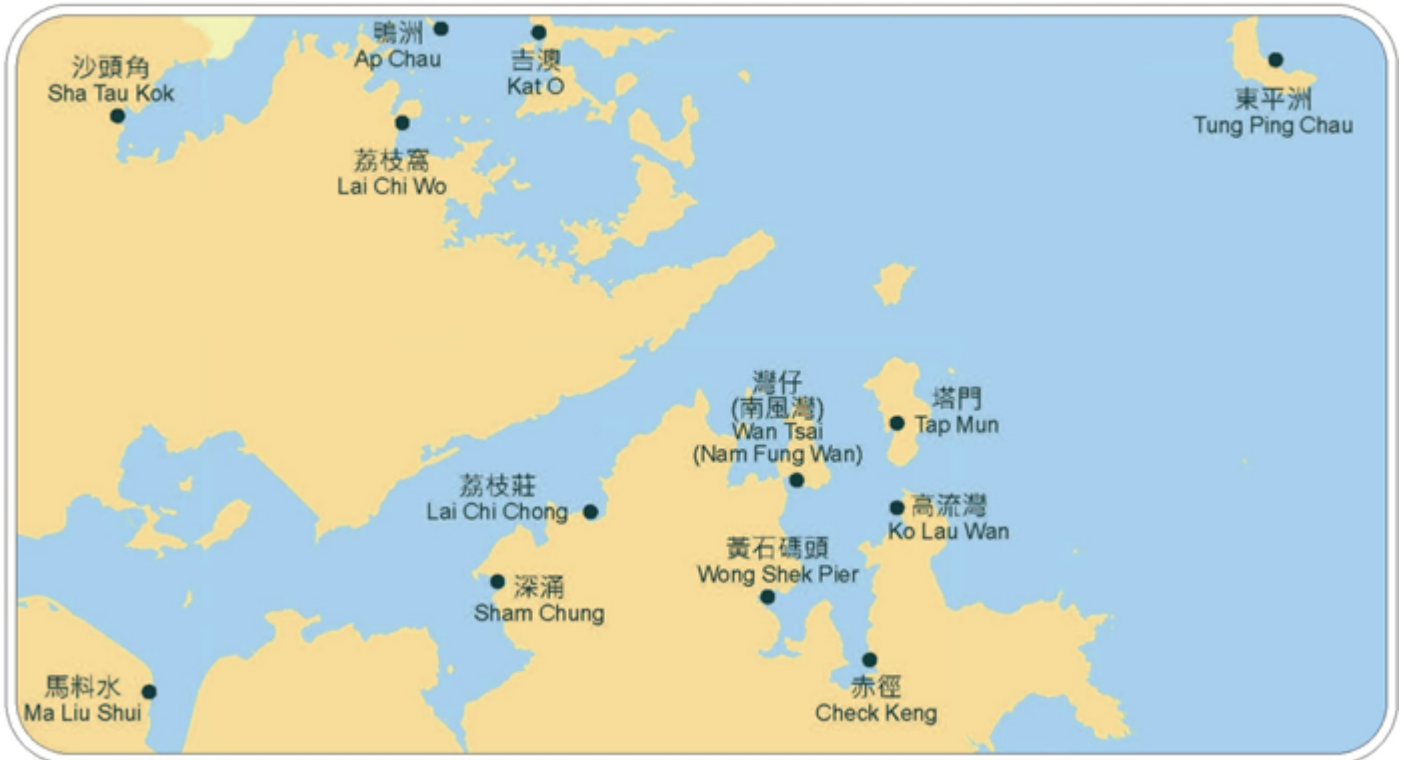 鴨洲
Ap Chau
吉澳
Kat O
沙頭角
Sha Tau Kok
東平洲
Tung Ping Chau
荔枝窩
Lai Chi Wo
灣仔
(南風灣)
Wan Tsai
(Nam Fung Wan)
塔門
Tap Mun
荔枝莊
Lai Chi Chong
高流灣
Ko Lau Wan
黃石碼頭
Wong Shek Pier
深涌
Sham Chung
馬料水
Ma Liu Shui
赤徑
Check Keng